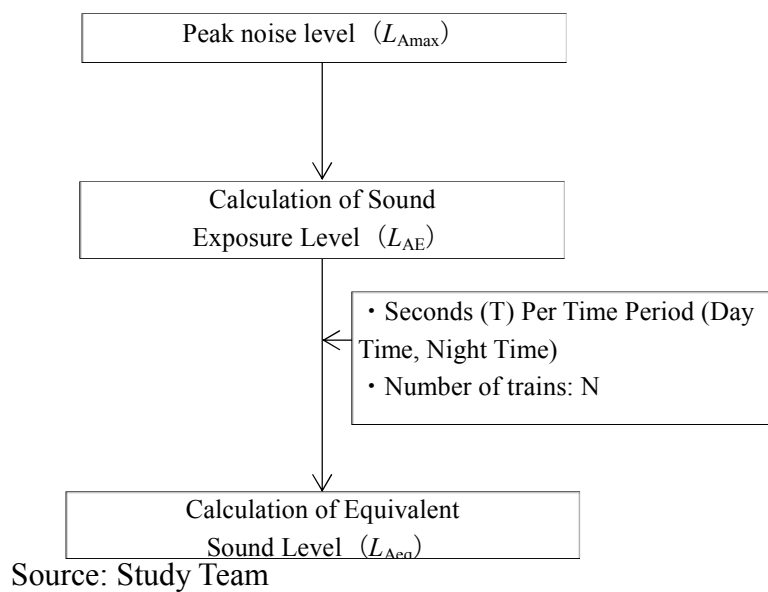 Peak noise level（LAmax）
Calculation of Sound
Exposure Level（LAE）
・Seconds (T) Per Time Period (Day
Time, Night Time)
・Number of trains: N
Calculation of Equivalent
Sound Level（LAeq）
Source: Study Team